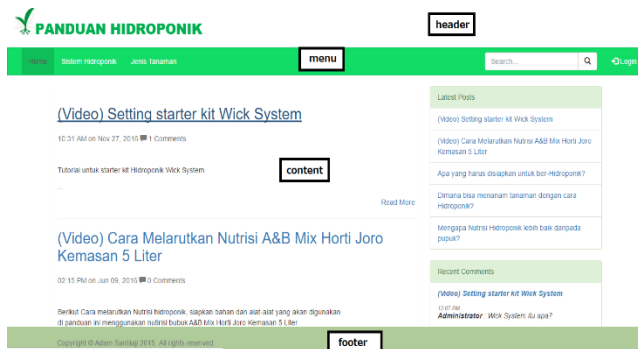 PANDUAN HIDROPONIK
header
Home Sistem Hidroponik Jenis Tanaman
menu
Search...
Login
(Video) Setting starter kit Wick System
10:31 AM on Nov 27, 2016 1 Comments
Tutorial untuk starter kit Hidroponik Wick System
...
content
Read More
(Video) Cara Melarutkan Nutrisi A&B Mix Horti Joro
Kemasan 5 Liter
02:15 PM on Jun 09, 2016 0 Comments
Berikut Cara melarutkan Nutrisi hidroponik, siapkan bahan dan alat-alat yang akan digunakan
di panduan ini menggunakan nutrisi bubuk A&B Mix Horti Joro Kemasan 5 Liter
Latest Posts
(Video) Setting starter kit Wick System
(Video) Cara Melarutkan Nutrisi A&B Mix Horti Joro
Kemasan 5 Liter
Apa yang harus disiapkan untuk ber-Hidroponik?
Dimana bisa menanam tanaman dengan cara
Hidroponik?
Mengapa Nutrisi Hidroponik lebih baik daripada
pupuk?
Recent Comments
(Video) Setting starter kit Wick System
12:07 PM
Administrator : Wick System itu apa?
Copyright © Adam Santiaji 2015. All rights reserved.
footer